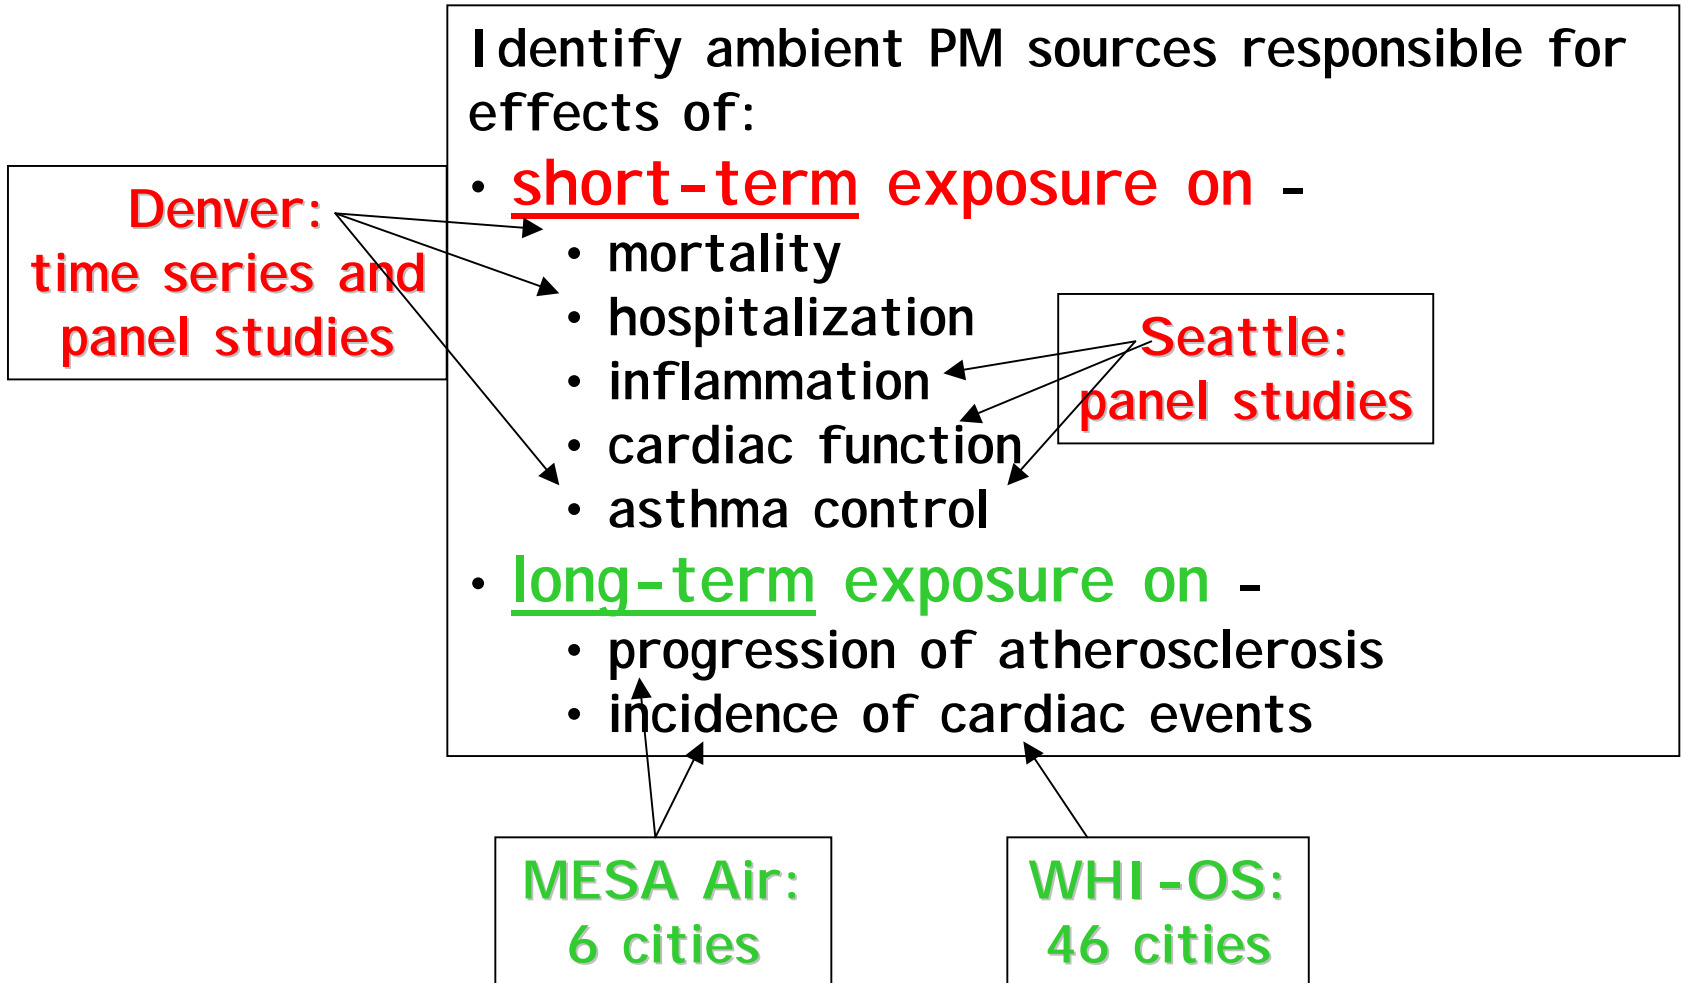 Identify ambient PM sources responsible for
effects of:
• short-term exposure on -
• mortality
• hospitalization
• inflammation
• cardiac function
• asthma control
• long-term exposure on -
• progression of atherosclerosis
• incidence of cardiac events
Denver:
time series and
panel studies
Seattle:
panel studies
MESA Air:
6 cities
WHI-OS:
46 cities